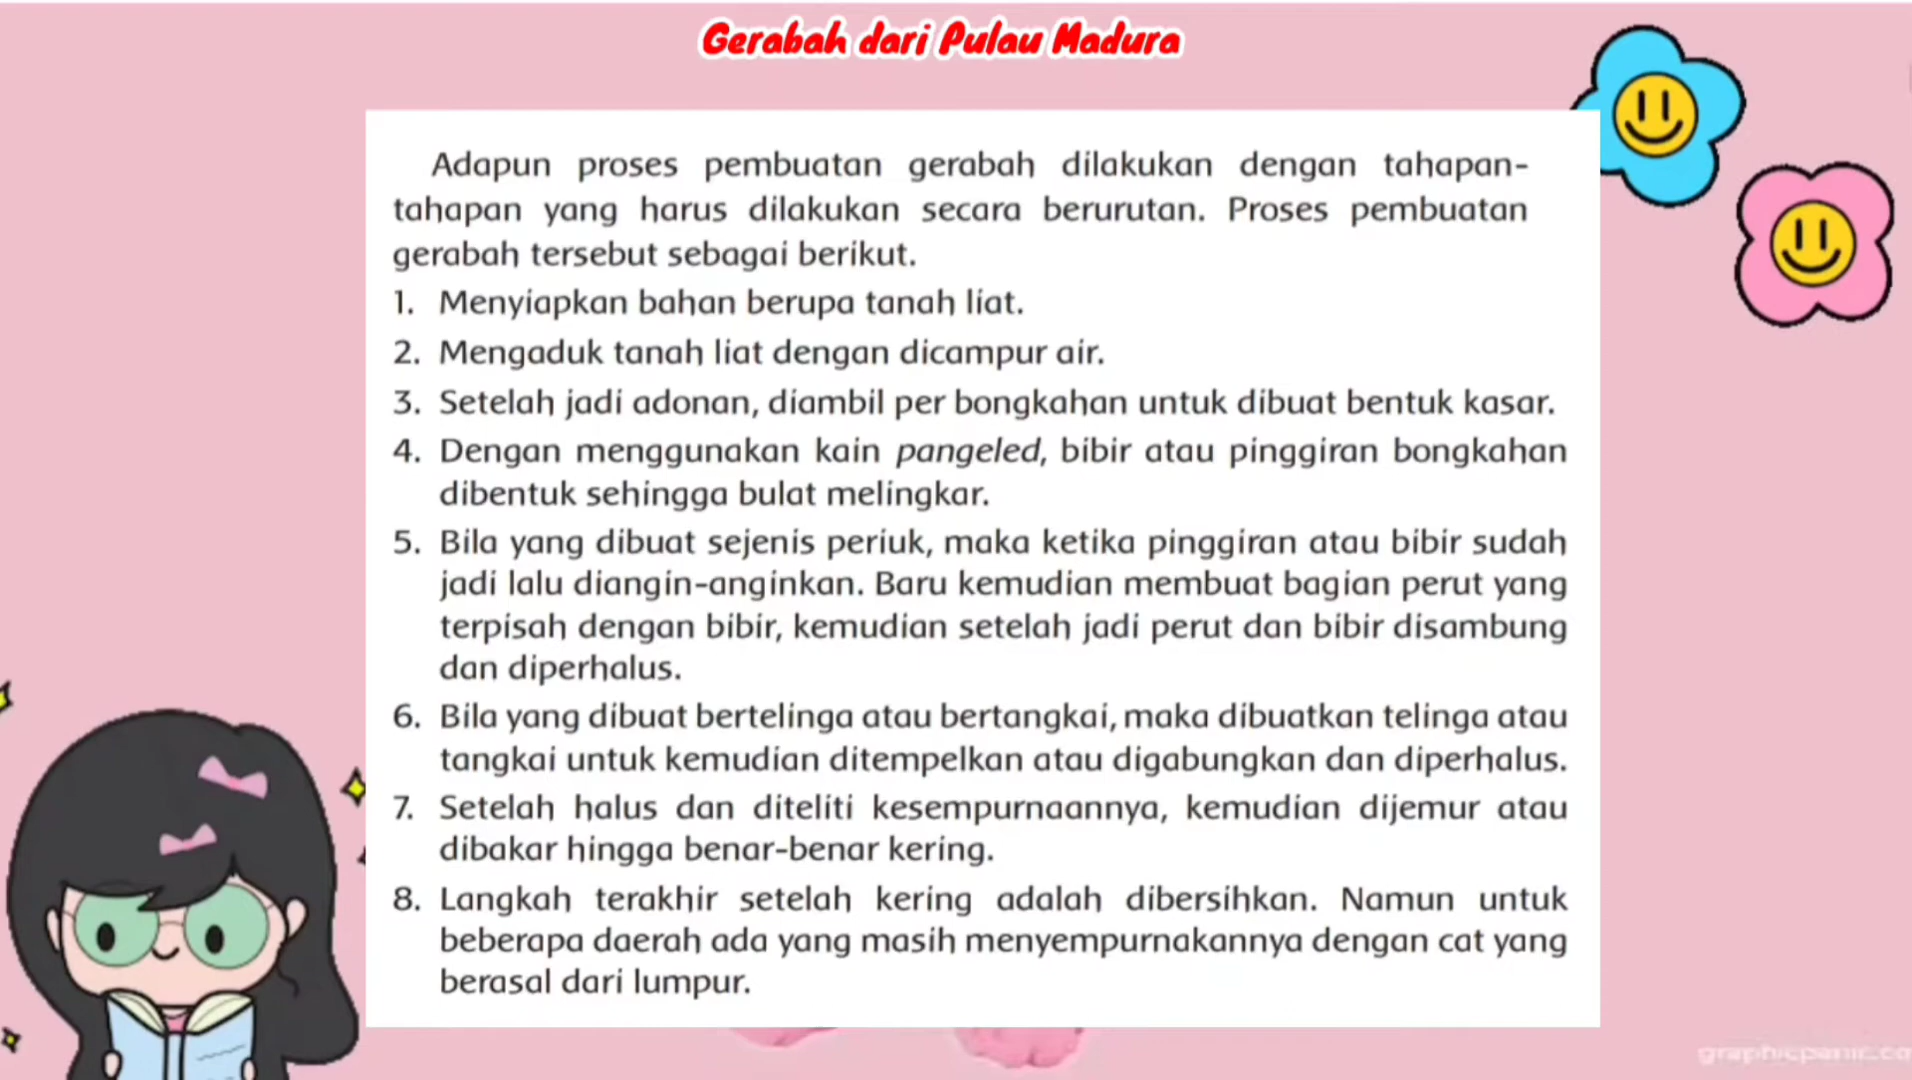 Gerabah dari Pulau Madura
Adapun proses pembuatan gerabah dilakukan dengan tahapan-
tahapan yang harus dilakukan secara berurutan. Proses pembuatan
gerabah tersebut sebagai berikut.
1. Menyiapkan bahan berupa tanah liat.
2. Mengaduk tanah liat dengan dicampur air.
3. Setelah jadi adonan, diambil per bongkahan untuk dibuat bentuk kasar.
4. Dengan menggunakan kain pangeled, bibir atau pinggiran bongkahan
dibentuk sehingga bulat melingkar.
5. Bila yang dibuat sejenis periuk, maka ketika pinggiran atau bibir sudah
jadi lalu diangin-anginkan. Baru kemudian membuat bagian perut yang
terpisah dengan bibir, kemudian setelah jadi perut dan bibir disambung
dan diperhalus.
6. Bila yang dibuat bertelinga atau bertangkai, maka dibuatkan telinga atau
tangkai untuk kemudian ditempelkan atau digabungkan dan diperhalus.
7. Setelah halus dan diteliti kesempurnaannya, kemudian dijemur atau
dibakar hingga benar-benar kering.
8. Langkah terakhir setelah kering adalah dibersihkan. Namun untuk
beberapa daerah ada yang masih menyempurnakannya dengan cat yang
berasal dari lumpur.